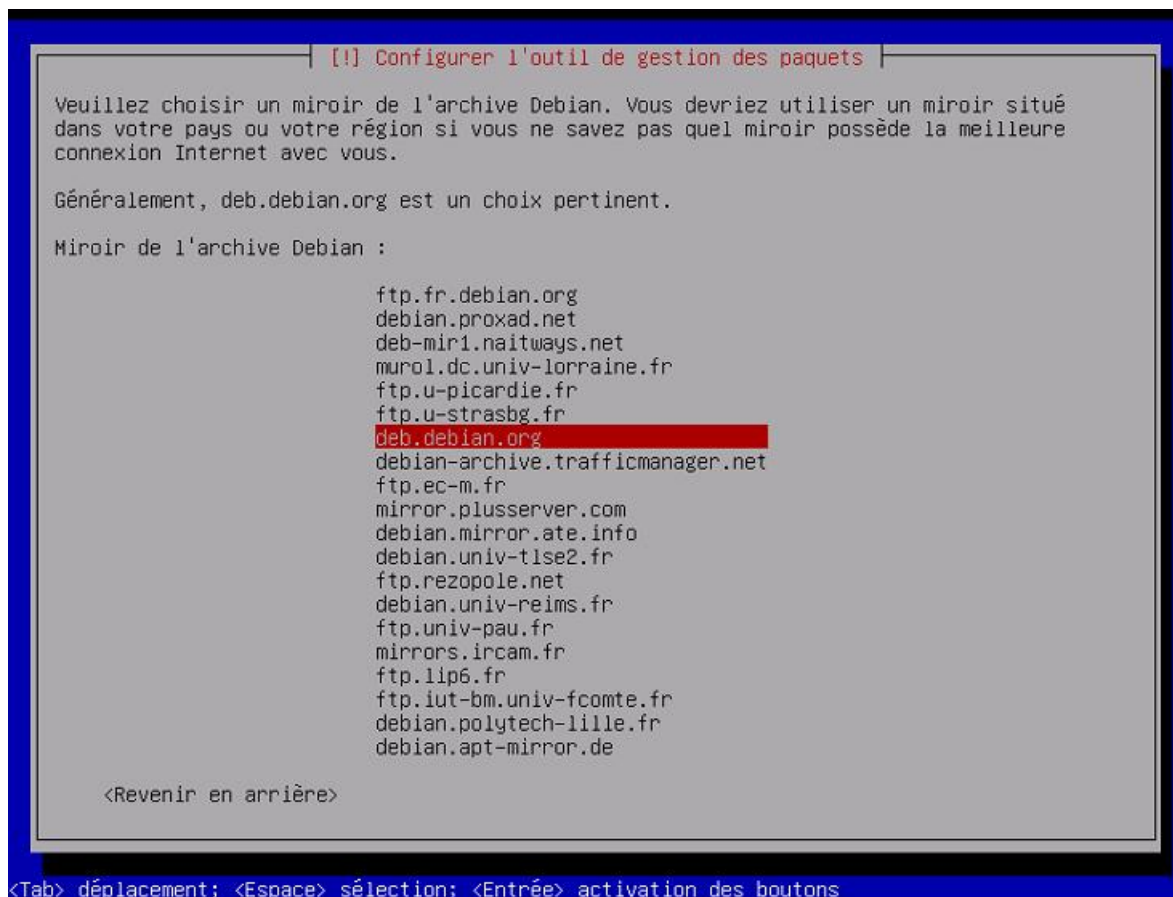 [!] Configurer l'outil de gestion des paquets
Veuillez choisir un miroir de l'archive Debian. Vous devriez utiliser un miroir situé
dans votre pays ou votre région si vous ne savez pas quel miroir possède la meilleure
connexion Internet avec vous.
Généralement, deb.debian.org est un choix pertinent.
Miroir de l'archive Debian :
ftp.fr.debian.org
debian.proxad.net
deb-mir1.naitways.net
murol.dc.univ-lorraine.fr
ftp.u-picardie.fr
ftp.u-strasbg.fr
deb.debian.org
debian-archive.trafficmanager.net
ftp.ec-m.fr
mirror.plusserver.com
debian.mirror.ate.info
debian.univ-tlse2.fr
ftp.rezopole.net
debian.univ-reims.fr
ftp.univ-pau.fr
mirrors.ircam.fr
ftp.lip6.fr
ftp.iut-bm.univ-fcomte.fr
debian.polytech-lille.fr
debian.apt-mirror.de
<Revenir en arrière>
<Tab> déplacement; <Espace> sélection; <Entrée> activation des boutons